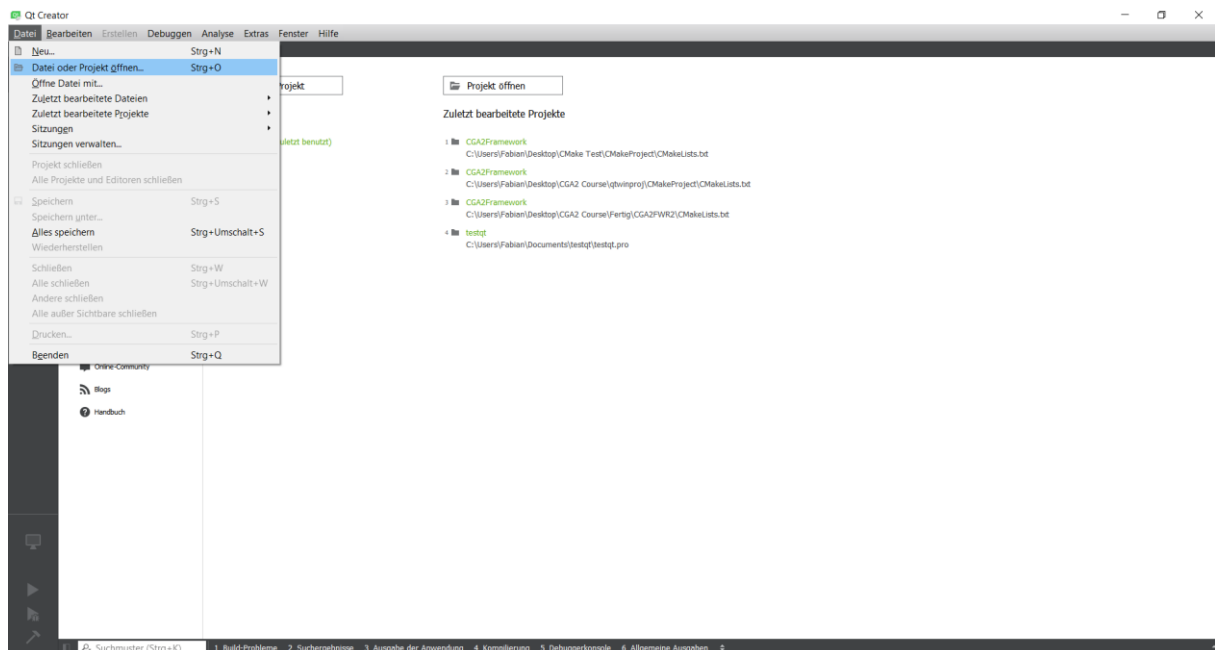 Qt Creator
Datei Bearbeiten Erstellen Debuggen Analyse Extras Fenster Hilfe
Neu... Strg+N
Datei oder Projekt öffnen... Strg+O
Öffne Datei mit...
Zuletzt bearbeitete Dateien
Zuletzt bearbeitete Projekte
Sitzungen
Sitzungen verwalten...
Projekt schließen
Alle Projekte und Editoren schließen
Speichern Strg+S
Speichern unter...
Alles speichern Strg+Umschalt+S
Wiederherstellen
Schließen Strg+W
Alle schließen Strg+Umschalt+W
Andere schließen
Alle außer Sichtbare schließen
Drucken... Strg+P
Beenden Strg+Q
Online-Community
Blogs
Handbuch
Projekt
uletzt benutzt)
Projekt öffnen
Zuletzt bearbeitete Projekte
1 CGA2Framework
C:\Users\Fabian\Desktop\CMake Test\CMakeProject\CMakeLists.txt
2 CGA2Framework
C:\Users\Fabian\Desktop\CGA2 Course\qtwinproj\CMakeProject\CMakeLists.txt
3 CGA2Framework
C:\Users\Fabian\Desktop\CGA2 Course\Fertig\CGA2FWR2\CMakeLists.txt
4 testqt
C:\Users\Fabian\Documents\testqt\testqt.pro
Suchmuster (Strg+K) 1 Build-Probleme 2 Suchergebnisse 3 Ausgabe der Anwendung 4 Kompilierung 5 Debuggerkonsole 6 Allgemeine Ausgaben